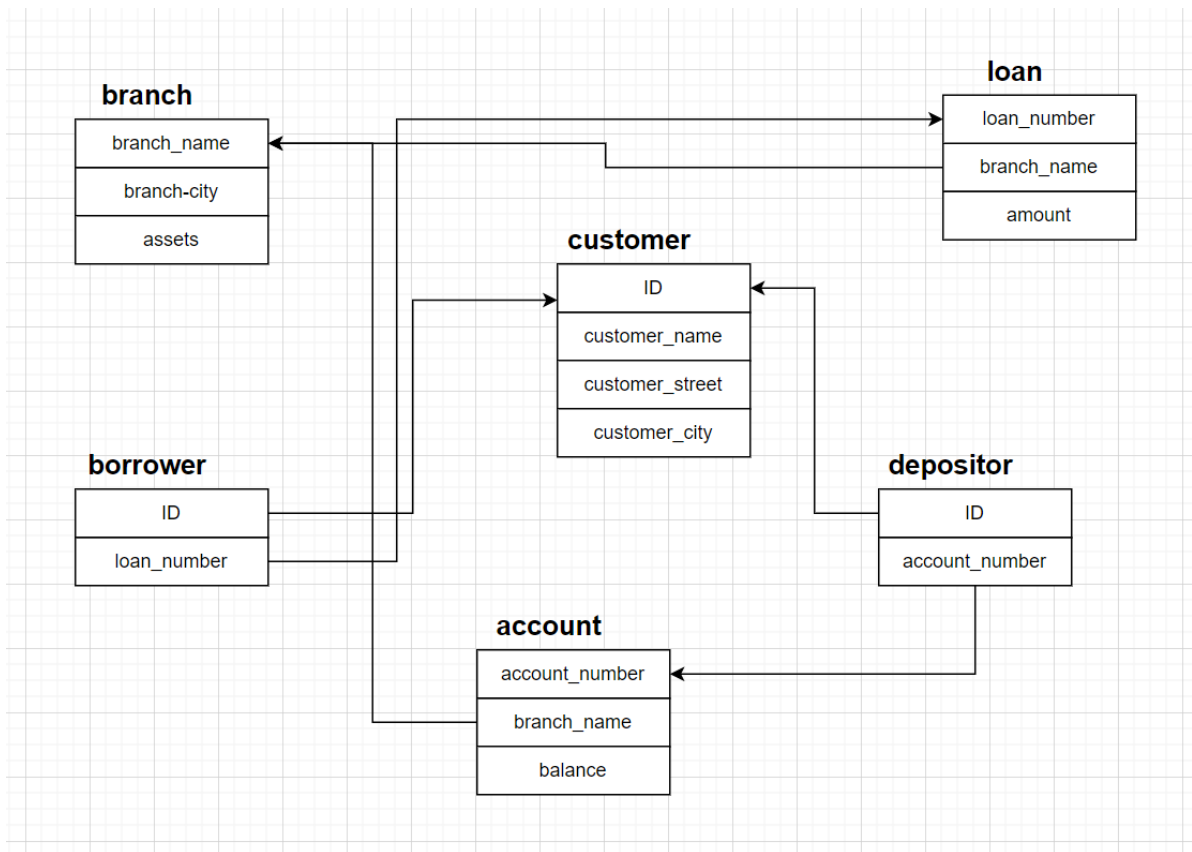 branch
branch_name
branch-city
assets
loan
loan_number
branch_name
amount
customer
ID
customer_name
customer_street
customer_city
borrower
ID
loan_number
depositor
ID
account_number
account
account_number
branch_name
balance